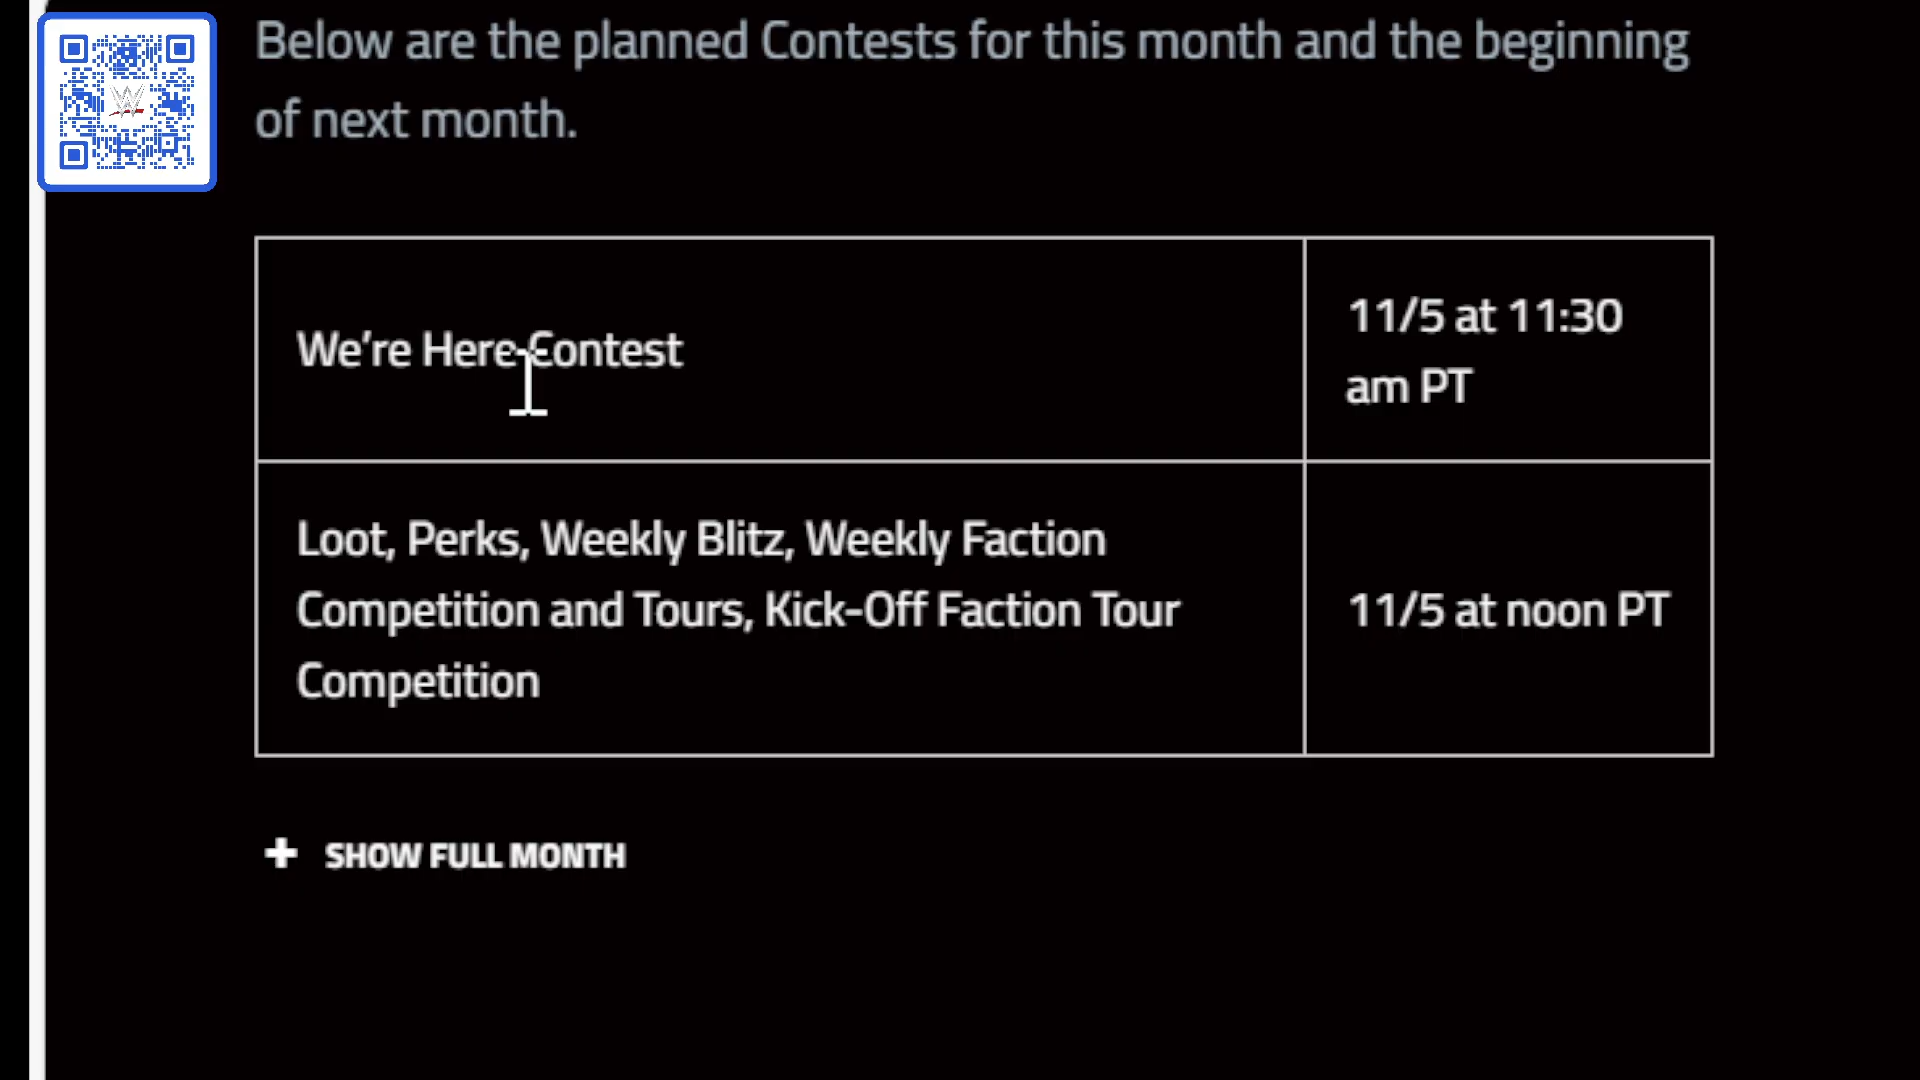 Below are the planned Contests for this month and the beginning
of next month.
We're Here Contest
11/5 at 11:30
am PT
Loot, Perks, Weekly Blitz, Weekly Faction
Competition and Tours, Kick-Off Faction Tour
Competition
11/5 at noon PT
+ SHOW FULL MONTH